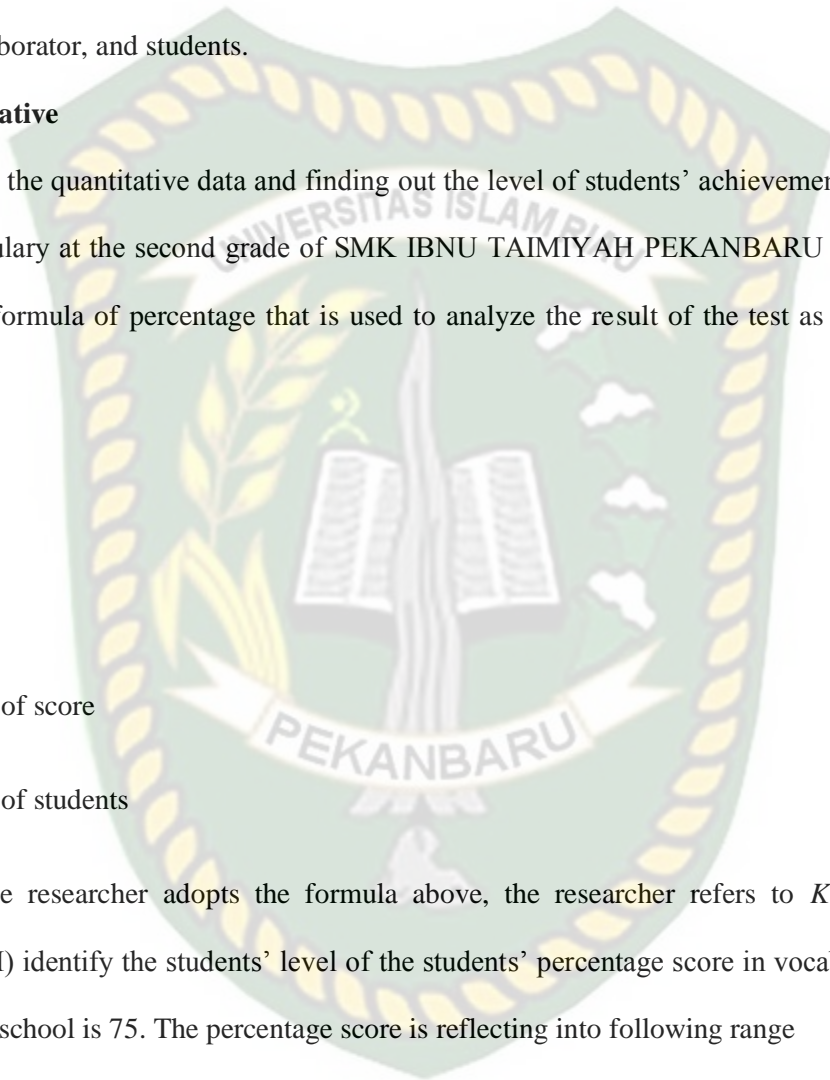 borator, and students.
ative
the quantitative data and finding out the level of students’ achievemen
UNIVERSITAS ISLAM RIAU
ulary at the second grade of SMK IBNU TAIMIYAH PEKANBARU
formula of percentage that is used to analyze the result of the test as
of score
PEKANBARU
of students
e researcher adopts the formula above, the researcher refers to K
I) identify the students’ level of the students’ percentage score in vocab
school is 75. The percentage score is reflecting into following range